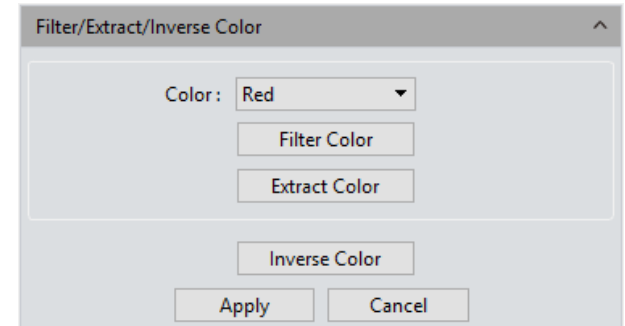 Filter/Extract/Inverse Color
Color: Red
Filter Color
Extract Color
Inverse Color
Apply Cancel